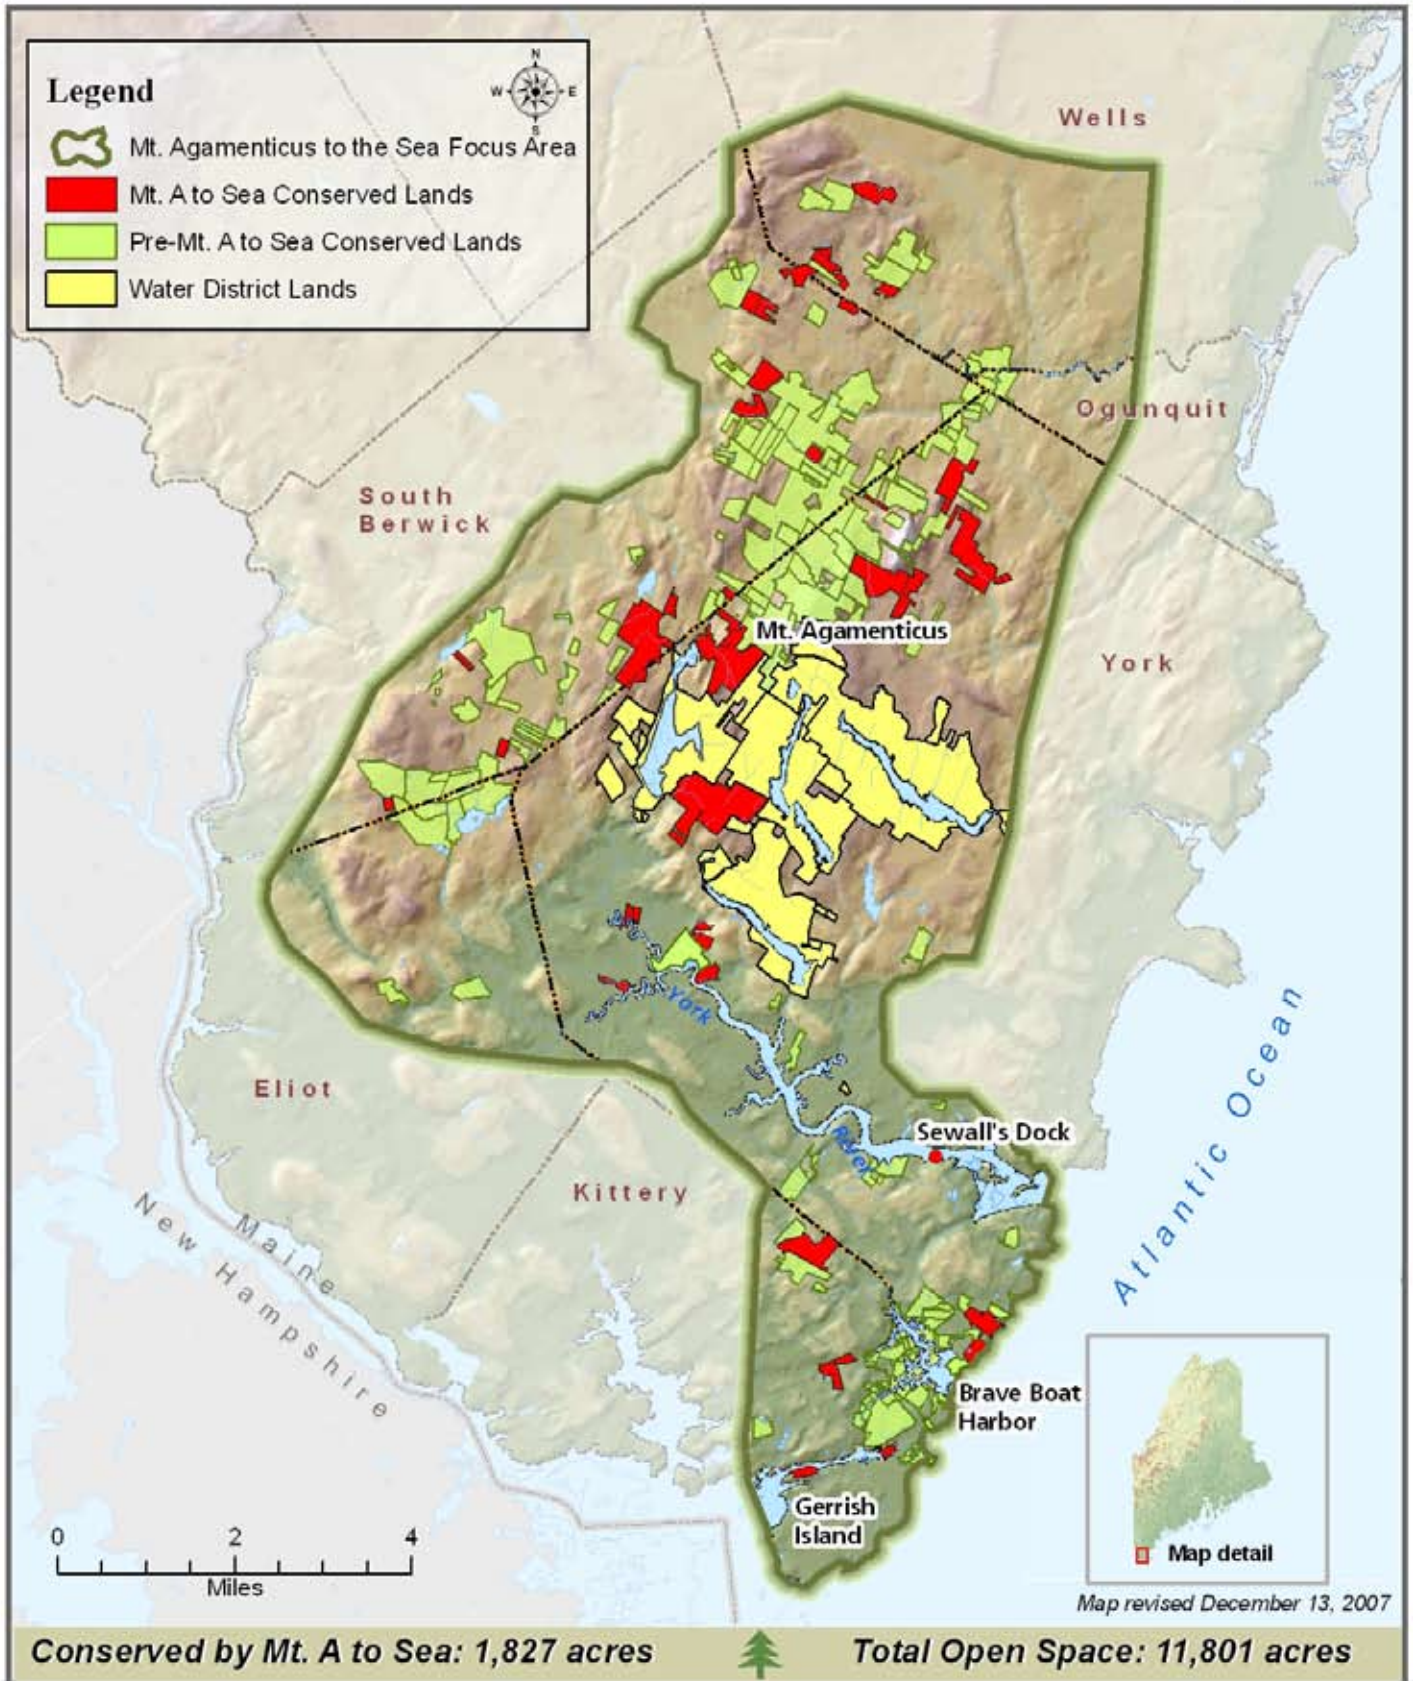 N
W E
S
Legend
Mt. Agamenticus to the Sea Focus Area
Mt. A to Sea Conserved Lands
Pre-Mt. A to Sea Conserved Lands
Water District Lands
Wells
Ogunquit
South
Berwick
Mt. Agamenticus
York
York
River
Eliot
Sewall's Dock
Kittery
Atlantic Ocean
Maine
New Hampshire
Brave Boat
Harbor
Gerrish
Island
0 2 4
Miles
Map detail
Map revised December 13, 2007
Conserved by Mt. A to Sea: 1,827 acres Total Open Space: 11,801 acres